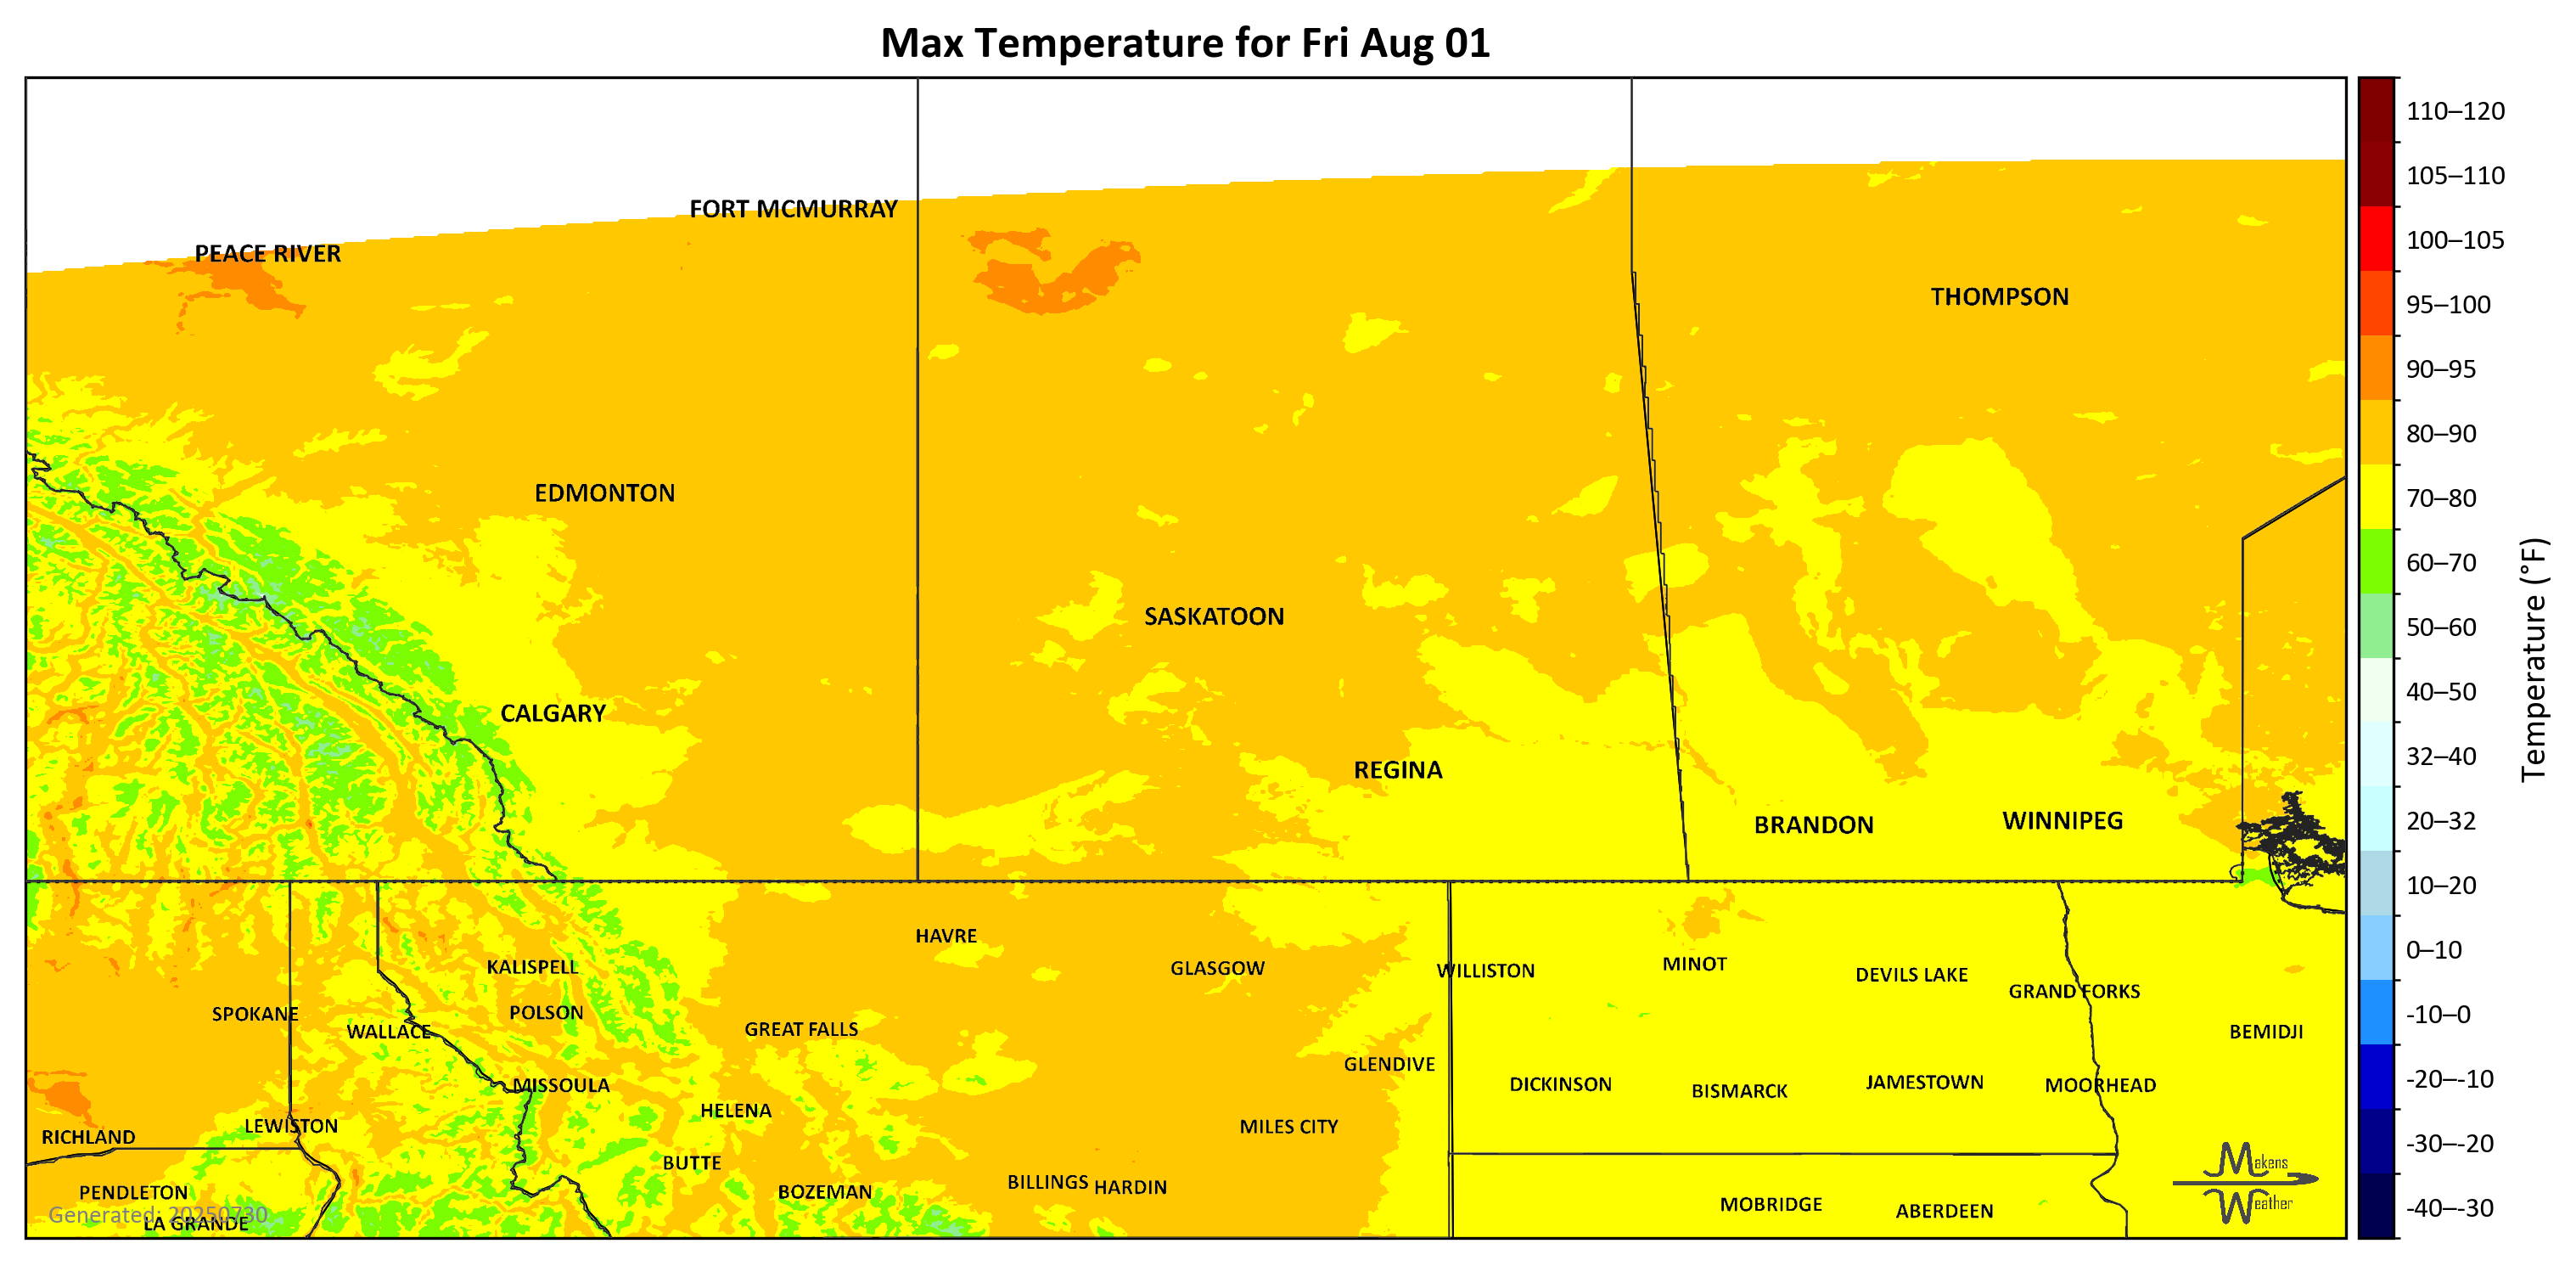 Max Temperature for Fri Aug 01
FORT MCMURRAY
PEACE RIVER
THOMPSON
EDMONTON
SASKATOON
CALGARY
REGINA
BRANDON
WINNIPEG
HAVRE
KALISPELL
GLASGOW
WILLISTON
MINOT
DEVILS LAKE
GRAND FORKS
SPOKANE
POLSON
WALLACE
GREAT FALLS
BEMIDJI
GLENDIVE
MISSOULA
DICKINSON
BISMARCK
JAMESTOWN
MOORHEAD
HELENA
LEWISTON
MILES CITY
RICHLAND
BUTTE
PENDLETON
BOZEMAN
BILLINGS
HARDIN
MOBRIDGE
ABERDEEN
LA GRANDE
Generated: 20250730
Makens
Weather
110–120
105–110
100–105
95–100
90–95
80–90
70–80
60–70
50–60
40–50
32–40
20–32
10–20
0–10
-10–0
-20–-10
-30–-20
-40–-30
Temperature (°F)